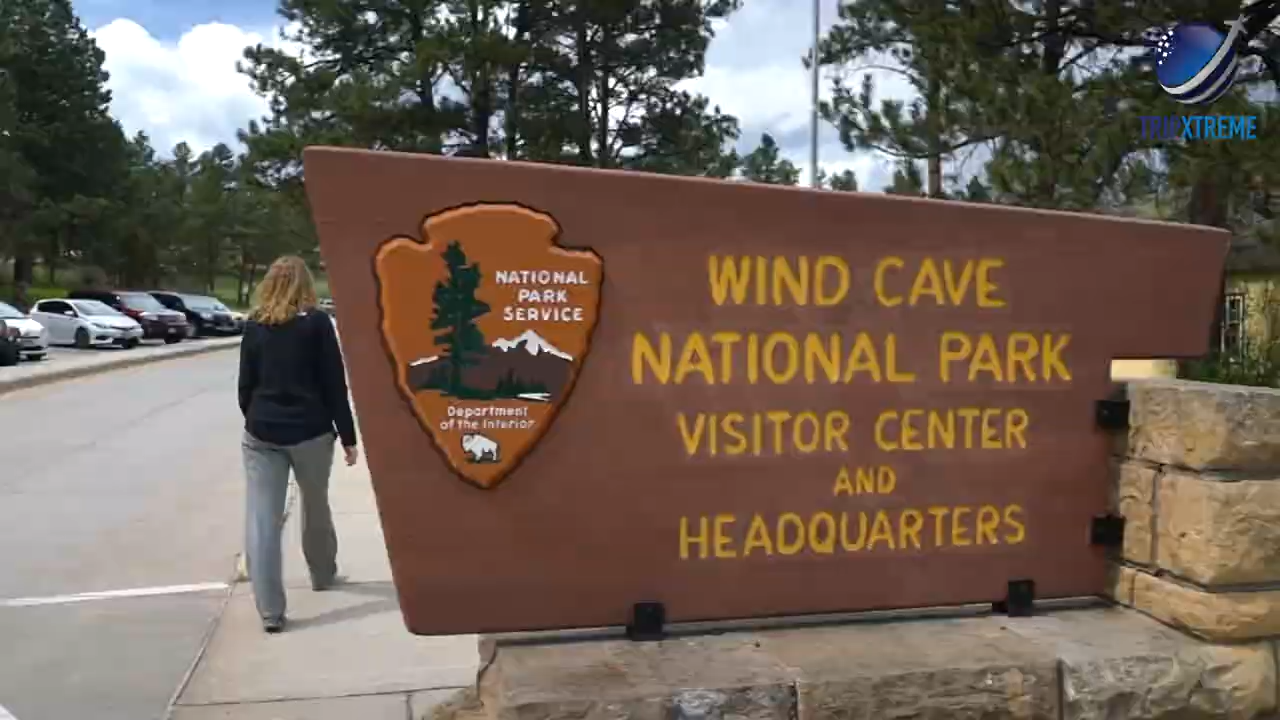 TRIPXTREME
NATIONAL
PARK
SERVICE
Department
of the Interior
WIND CAVE
NATIONAL PARK
VISITOR CENTER
AND
HEADQUARTERS